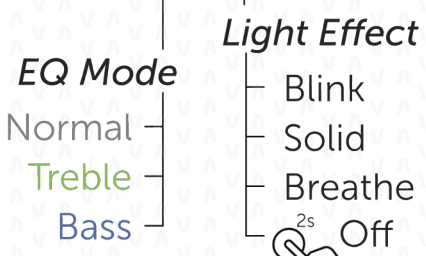 Light Effect
EQ Mode
Blink
Normal
Solid
Treble
Breathe
Bass
2s Off